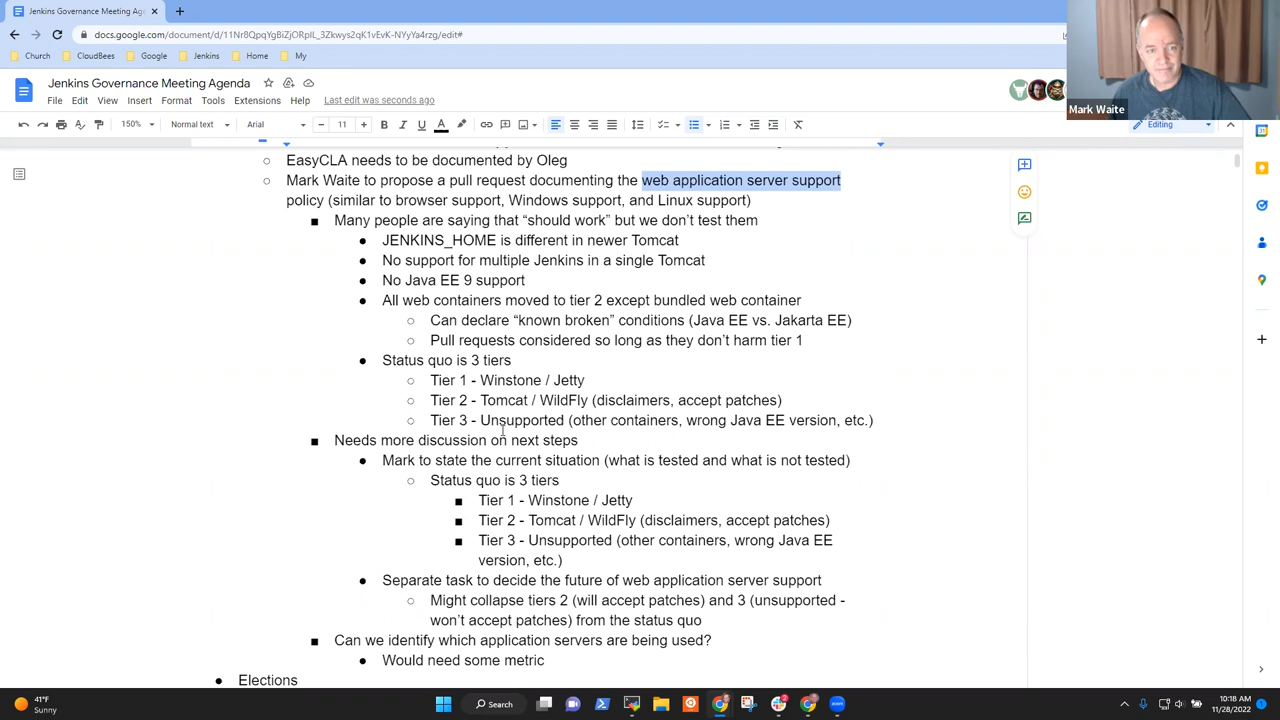 Jenkins Governance Meeting Agen
docs.google.com/document/d/11Nr8QpqYgBiZjORpIL_3Zkwys2qK1vEvK-NYyYa4rzg/edit#
Church
CloudBees
Google
Jenkins
Home
My
Jenkins Governance Meeting Agenda
File Edit View Insert Format Tools Extensions Help Last edit was seconds ago
150% Normal text Arial 11 Editing
Mark Waite
EasyCLA needs to be documented by Oleg
Mark Waite to propose a pull request documenting the web application server support
policy (similar to browser support, Windows support, and Linux support)
Many people are saying that “should work” but we don’t test them
JENKINS_HOME is different in newer Tomcat
No support for multiple Jenkins in a single Tomcat
No Java EE 9 support
All web containers moved to tier 2 except bundled web container
Can declare “known broken” conditions (Java EE vs. Jakarta EE)
Pull requests considered so long as they don’t harm tier 1
Status quo is 3 tiers
Tier 1 - Winstone / Jetty
Tier 2 - Tomcat / WildFly (disclaimers, accept patches)
Tier 3 - Unsupported (other containers, wrong Java EE version, etc.)
Needs more discussion on next steps
Mark to state the current situation (what is tested and what is not tested)
Status quo is 3 tiers
Tier 1 - Winstone / Jetty
Tier 2 - Tomcat / WildFly (disclaimers, accept patches)
Tier 3 - Unsupported (other containers, wrong Java EE
version, etc.)
Separate task to decide the future of web application server support
Might collapse tiers 2 (will accept patches) and 3 (unsupported -
won’t accept patches) from the status quo
Can we identify which application servers are being used?
Would need some metric
Elections
41°F
Sunny
Search
10:18 AM
11/28/2022